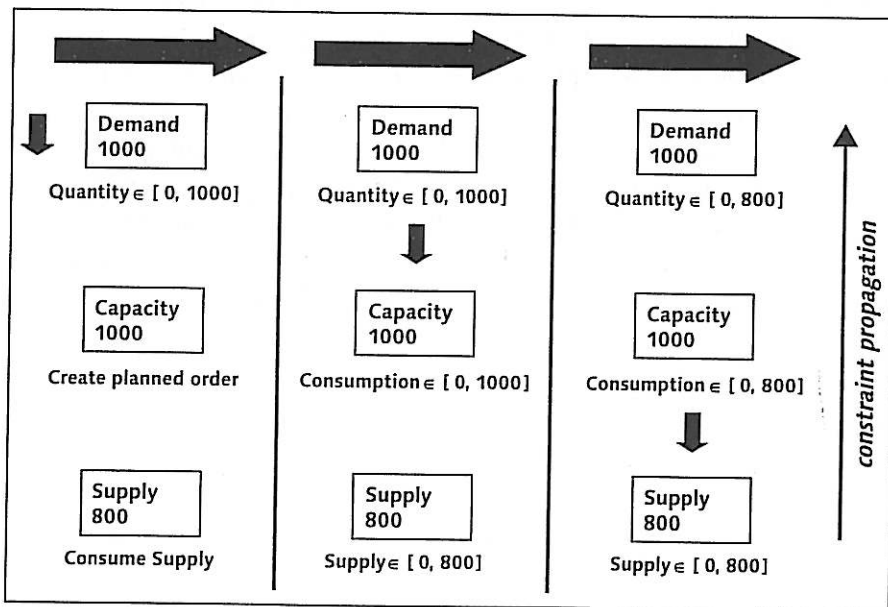 Demand
1000
Quantity ∈ [ 0, 1000]
Capacity
1000
Create planned order
Supply
800
Consume Supply
Demand
1000
Quantity ∈ [ 0, 1000]
Capacity
1000
Consumption ∈ [ 0, 1000]
Supply
800
Supply ∈ [ 0, 800]
Demand
1000
Quantity ∈ [ 0, 800]
Capacity
1000
Consumption ∈ [ 0, 800]
Supply
800
Supply ∈ [ 0, 800]
constraint propagation